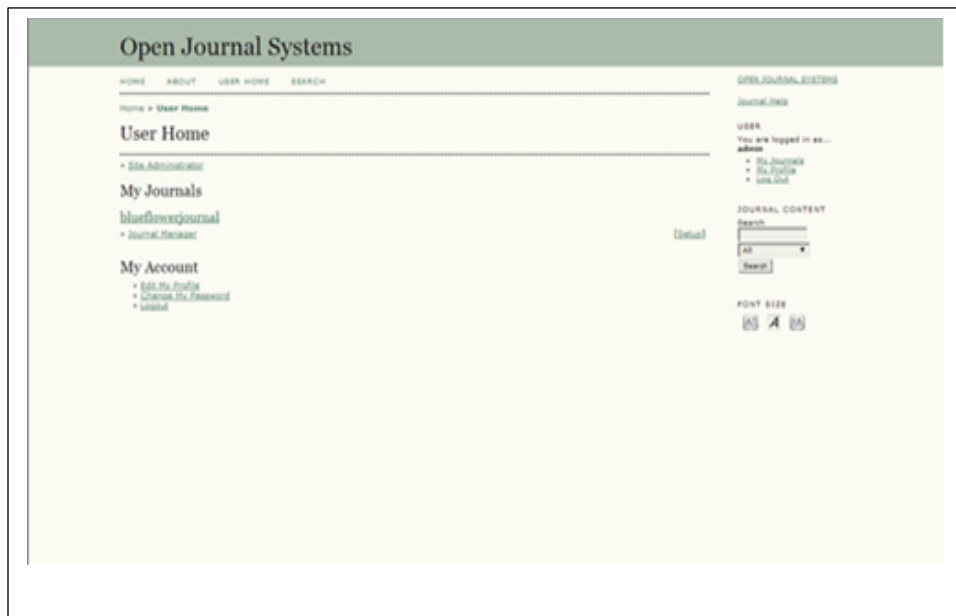 Open Journal Systems
HOME ABOUT USER HOME SEARCH
Home > User Home
User Home
Site Administrator
My Journals
blueflowerjournal
Journal Manager [Setup]
My Account
Edit My Profile
Change My Password
Logout
OPEN JOURNAL SYSTEMS
Journal Help
USER
You are logged in as...
admin
My Journals
My Profile
Log Out
JOURNAL CONTENT
Search
All
Search
FONT SIZE
A